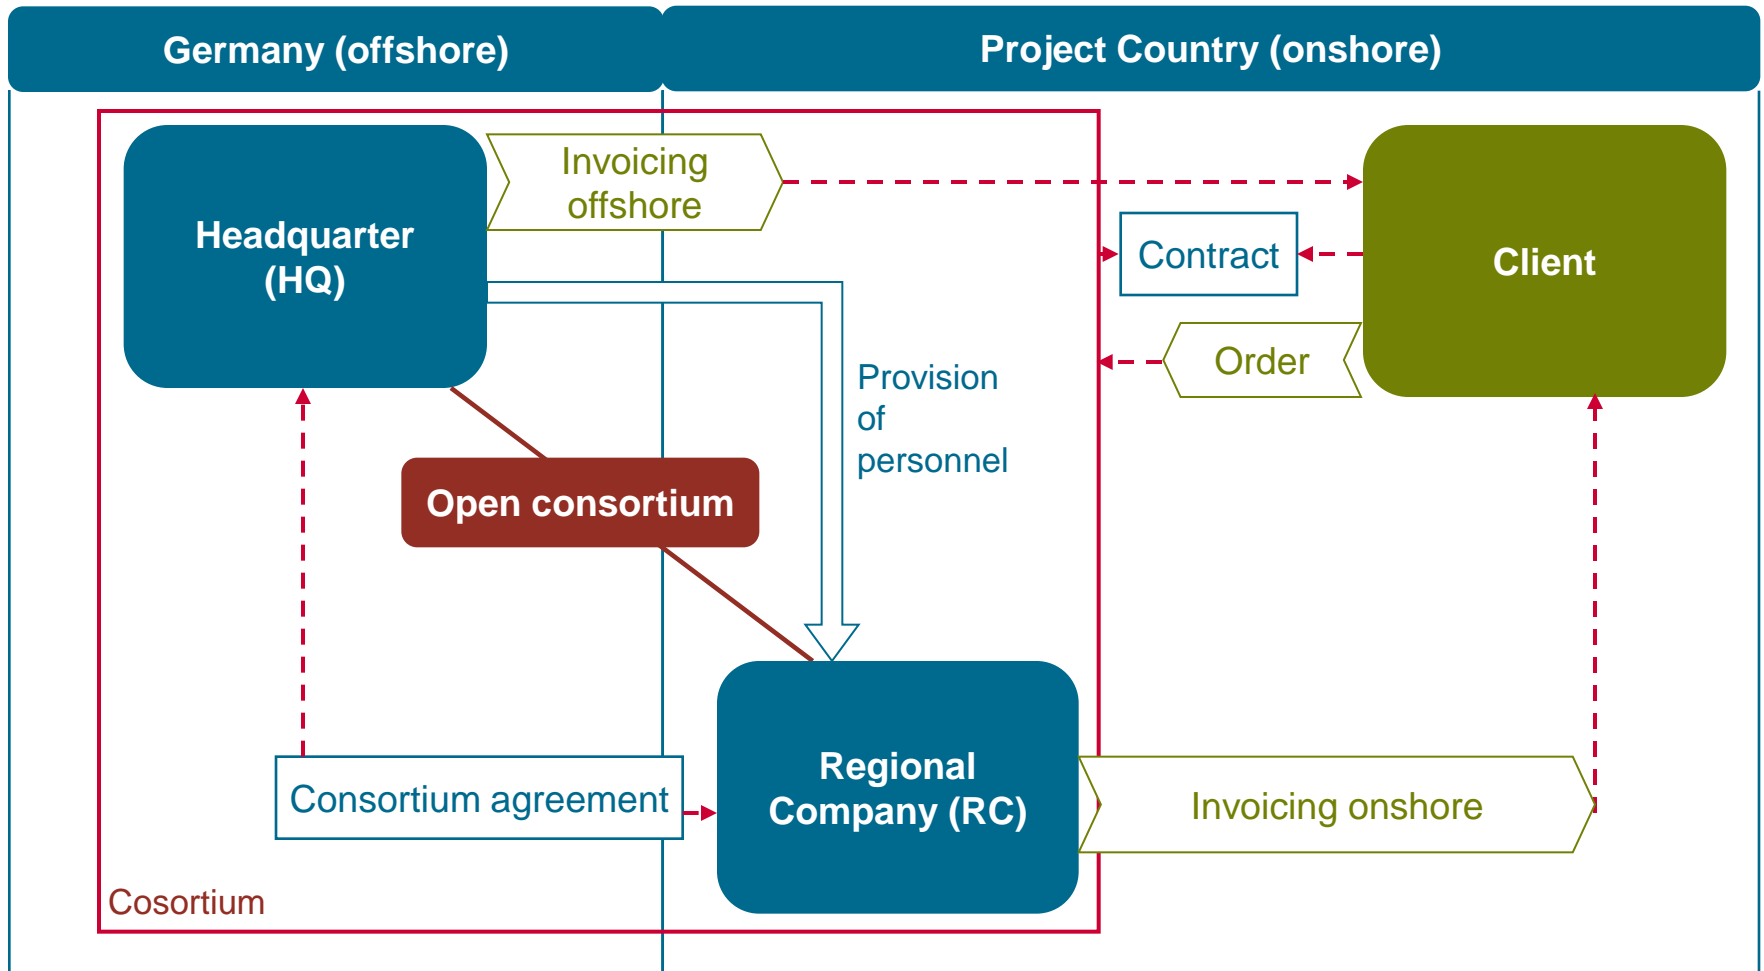 Germany (offshore)
Project Country (onshore)
Headquarter
(HQ)
Invoicing
offshore
Contract
Client
Order
Provision
of
personnel
Open consortium
Consortium agreement
Regional
Company (RC)
Invoicing onshore
Cosortium